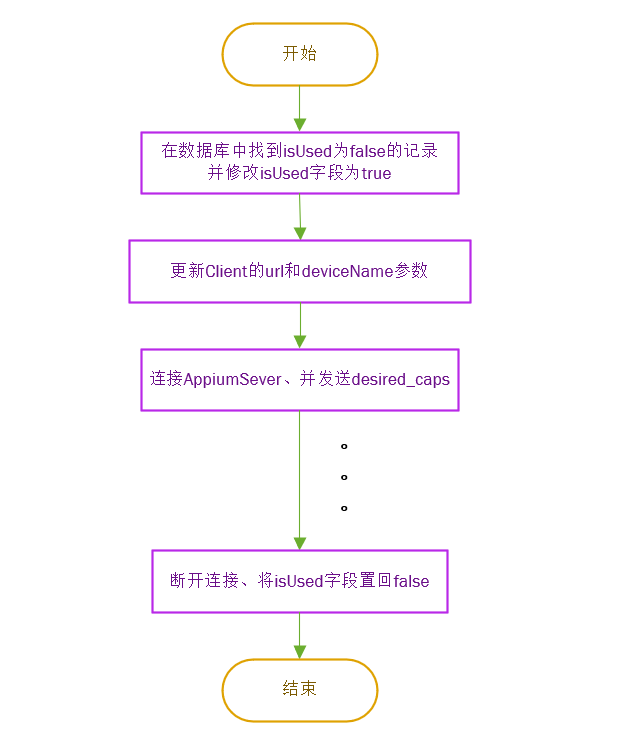 开始
在数据库中找到isUsed为false的记录
并修改isUsed字段为true
更新Client的url和deviceName参数
连接AppiumSever、并发送desired_caps
。
。
。
断开连接、将isUsed字段置回false
结束